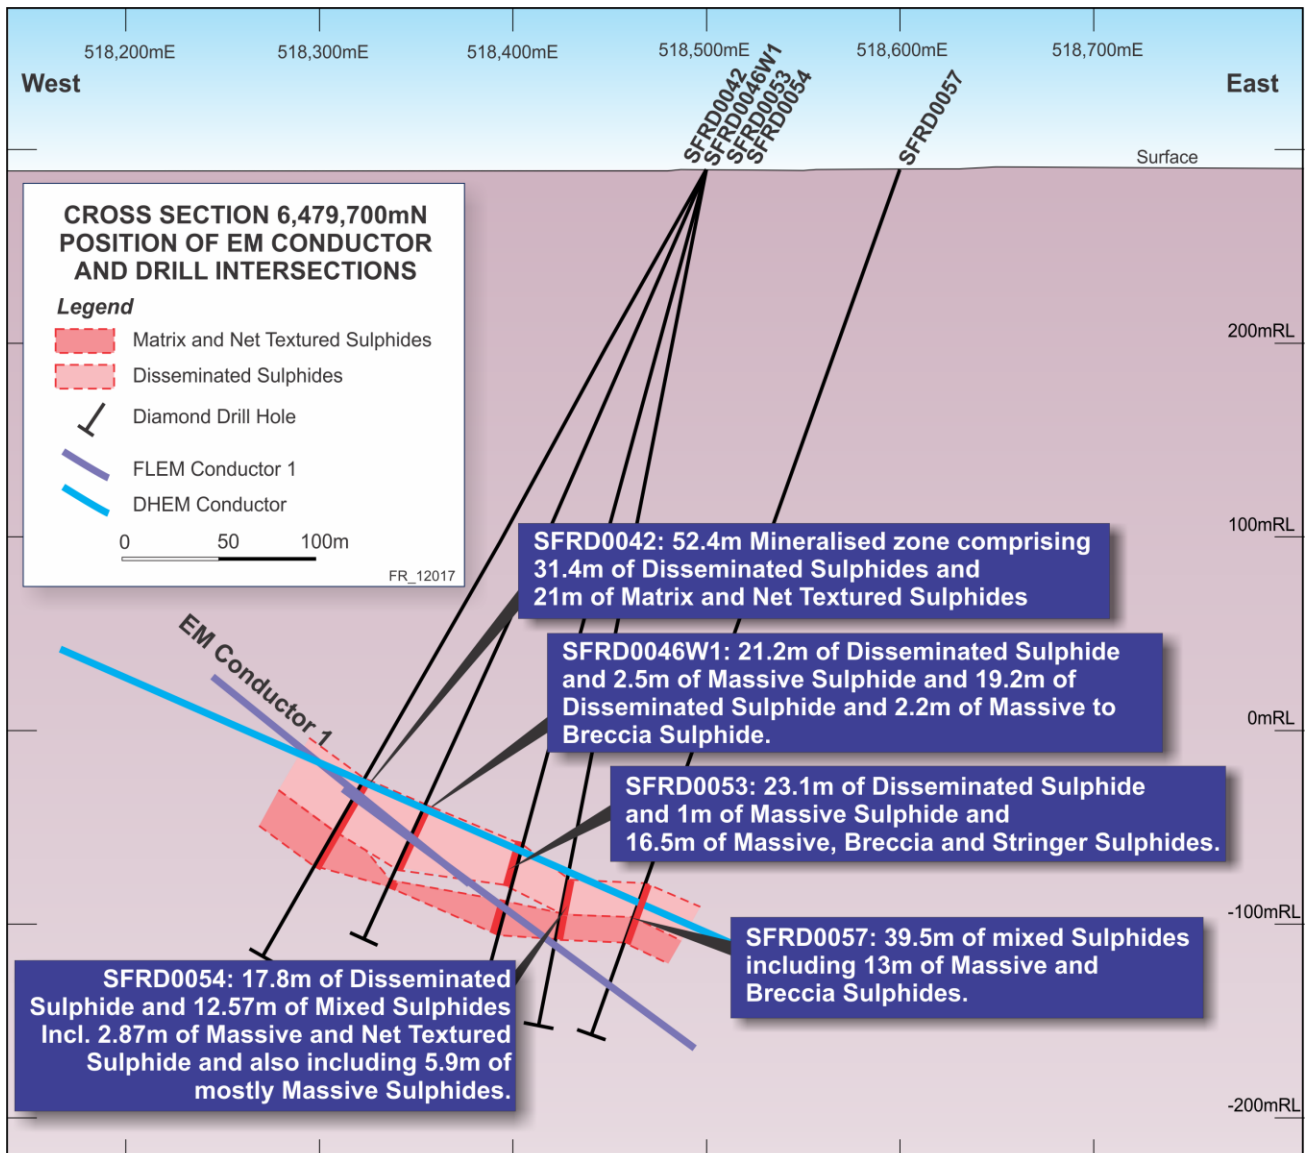 518,200mE
518,300mE
518,400mE
518,500mE
518,600mE
518,700mE
West
East
SFRD0042
SFRD0046W1
SFRD0053
SFRD0054
SFRD0057
Surface
CROSS SECTION 6,479,700mN
POSITION OF EM CONDUCTOR
AND DRILL INTERSECTIONS
Legend
Matrix and Net Textured Sulphides
Disseminated Sulphides
Diamond Drill Hole
FLEM Conductor 1
DHEM Conductor
0 50 100m
FR_12017
200mRL
100mRL
0mRL
-100mRL
-200mRL
EM Conductor 1
SFRD0042: 52.4m Mineralised zone comprising
31.4m of Disseminated Sulphides and
21m of Matrix and Net Textured Sulphides
SFRD0046W1: 21.2m of Disseminated Sulphide
and 2.5m of Massive Sulphide and 19.2m of
Disseminated Sulphide and 2.2m of Massive to
Breccia Sulphide.
SFRD0053: 23.1m of Disseminated Sulphide
and 1m of Massive Sulphide and
16.5m of Massive, Breccia and Stringer Sulphides.
SFRD0057: 39.5m of mixed Sulphides
including 13m of Massive and
Breccia Sulphides.
SFRD0054: 17.8m of Disseminated
Sulphide and 12.57m of Mixed Sulphides
Incl. 2.87m of Massive and Net Textured
Sulphide and also including 5.9m of
mostly Massive Sulphides.